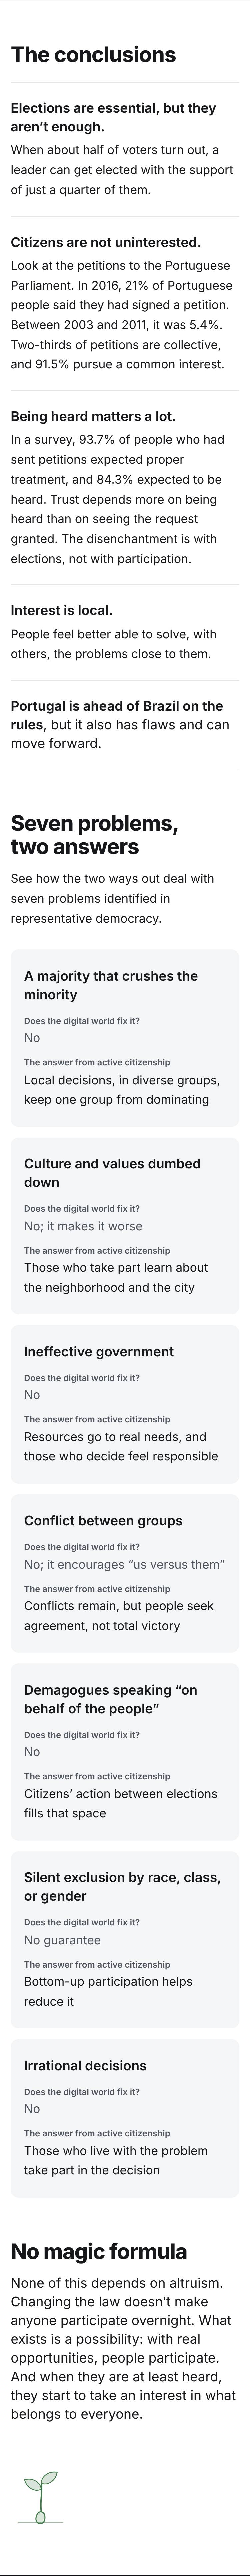 The conclusions
Elections are essential, but they
aren’t enough.
When about half of voters turn out, a
leader can get elected with the support
of just a quarter of them.
Citizens are not uninterested.
Look at the petitions to the Portuguese
Parliament. In 2016, 21% of Portuguese
people said they had signed a petition.
Between 2003 and 2011, it was 5.4%.
Two-thirds of petitions are collective,
and 91.5% pursue a common interest.
Being heard matters a lot.
In a survey, 93.7% of people who had
sent petitions expected proper
treatment, and 84.3% expected to be
heard. Trust depends more on being
heard than on seeing the request
granted. The disenchantment is with
elections, not with participation.
Interest is local.
People feel better able to solve, with
others, the problems close to them.
Portugal is ahead of Brazil on the
rules, but it also has flaws and can
move forward.
Seven problems,
two answers
See how the two ways out deal with
seven problems identified in
representative democracy.
A majority that crushes the
minority
Does the digital world fix it?
No
The answer from active citizenship
Local decisions, in diverse groups,
keep one group from dominating
Culture and values dumbed
down
Does the digital world fix it?
No; it makes it worse
The answer from active citizenship
Those who take part learn about
the neighborhood and the city
Ineffective government
Does the digital world fix it?
No
The answer from active citizenship
Resources go to real needs, and
those who decide feel responsible
Conflict between groups
Does the digital world fix it?
No; it encourages “us versus them”
The answer from active citizenship
Conflicts remain, but people seek
agreement, not total victory
Demagogues speaking “on
behalf of the people”
Does the digital world fix it?
No
The answer from active citizenship
Citizens’ action between elections
fills that space
Silent exclusion by race, class,
or gender
Does the digital world fix it?
No guarantee
The answer from active citizenship
Bottom-up participation helps
reduce it
Irrational decisions
Does the digital world fix it?
No
The answer from active citizenship
Those who live with the problem
take part in the decision
No magic formula
None of this depends on altruism.
Changing the law doesn’t make
anyone participate overnight. What
exists is a possibility: with real
opportunities, people participate.
And when they are at least heard,
they start to take an interest in what
belongs to everyone.